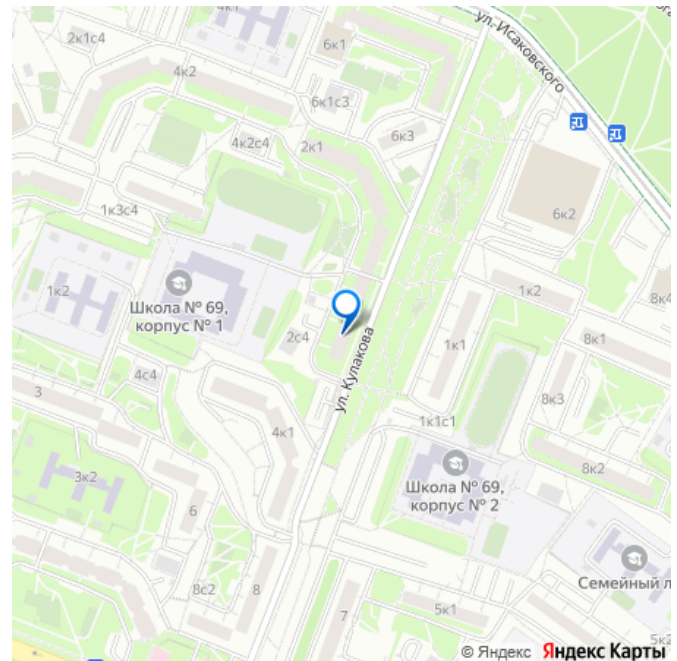 ул. Исаковского
2к1с4
4к1
6к1
4к2
6к1с3
4к2с4
2к1
6к3
1к3с4
6к2
1к2
Школа № 69,
корпус № 1
1к2
8к4
2с4
ул. Кулакова
1к1
8к1
4с4
3
8к3
1к1с1
4к1
8к2
3к2
Школа № 69,
корпус № 2
6
Семейный л
8с2
8
7
5к1
5к2
© Яндекс Яндекс Карты